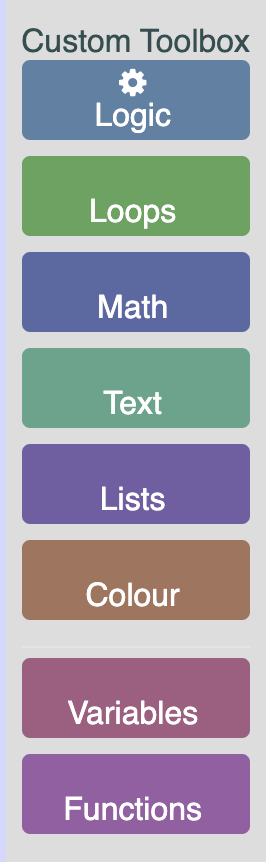 Custom Toolbox
Logic
Loops
Math
Text
Lists
Colour
Variables
Functions